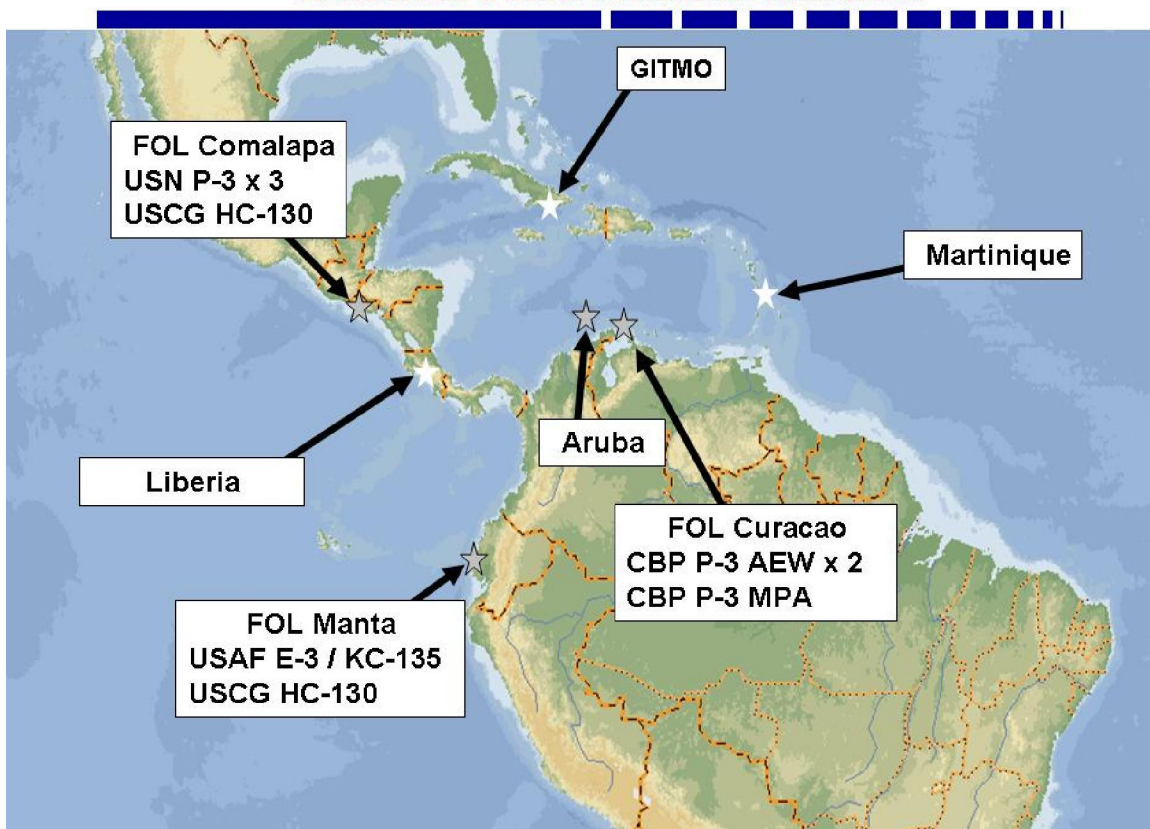 GITMO
FOL Comalapa
USN P-3 x 3
USCG HC-130
Martinique
Liberia
Aruba
FOL Curacao
CBP P-3 AEW x 2
CBP P-3 MPA
FOL Manta
USAF E-3 / KC-135
USCG HC-130